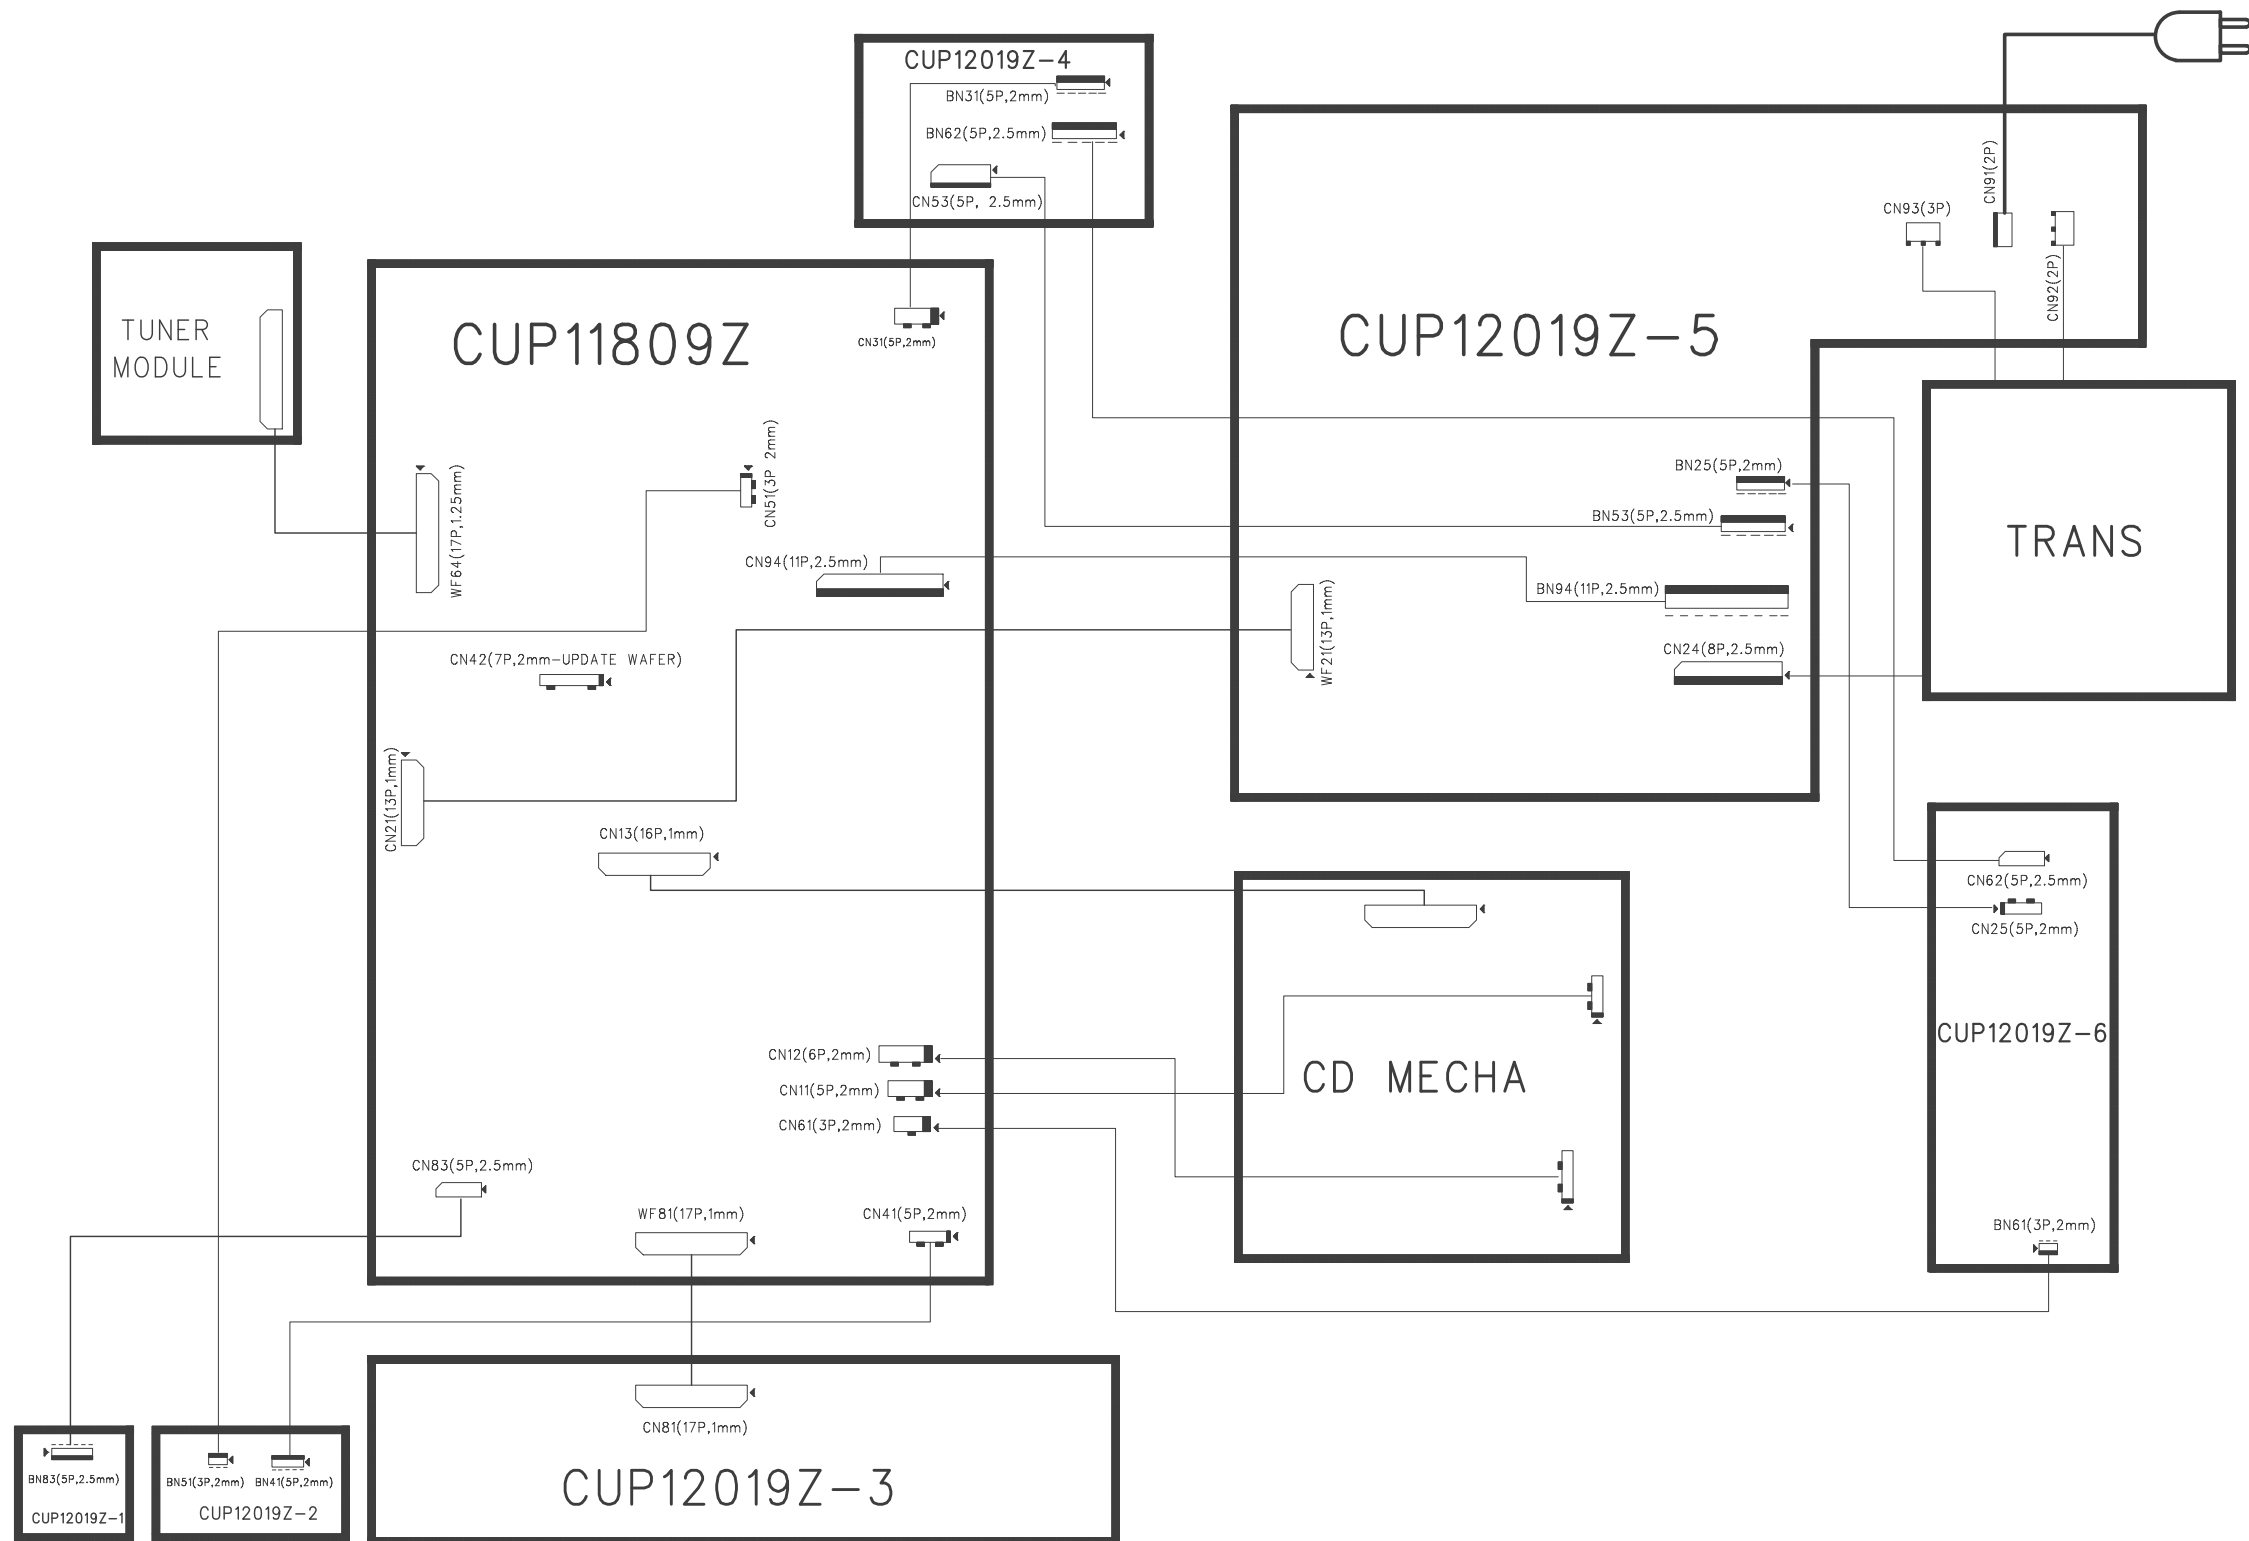 CUP12019Z-4
BN31(5P,2mm)
BN62(5P,2.5mm)
CN53(5P, 2.5mm)
CN91(2P)
CN93(3P)
CN92(2P)
TUNER
MODULE
CUP11809Z
CN31(5P,2mm)
CUP12019Z-5
WF64(17P,1.25mm)
CN51(3P 2mm)
CN94(11P,2.5mm)
BN25(5P,2mm)
BN53(5P,2.5mm)
BN94(11P,2.5mm)
WF21(13P,1mm)
CN24(8P,2.5mm)
TRANS
CN42(7P,2mm-UPDATE WAFER)
CN21(13P,1mm)
CN13(16P,1mm)
CN62(5P,2.5mm)
CN25(5P,2mm)
CUP12019Z-6
CN12(6P,2mm)
CN11(5P,2mm)
CN61(3P,2mm)
CD MECHA
CN83(5P,2.5mm)
WF81(17P,1mm)
CN41(5P,2mm)
BN61(3P,2mm)
CN81(17P,1mm)
CUP12019Z-3
BN83(5P,2.5mm)
CUP12019Z-1
BN51(3P,2mm)
BN41(5P,2mm)
CUP12019Z-2